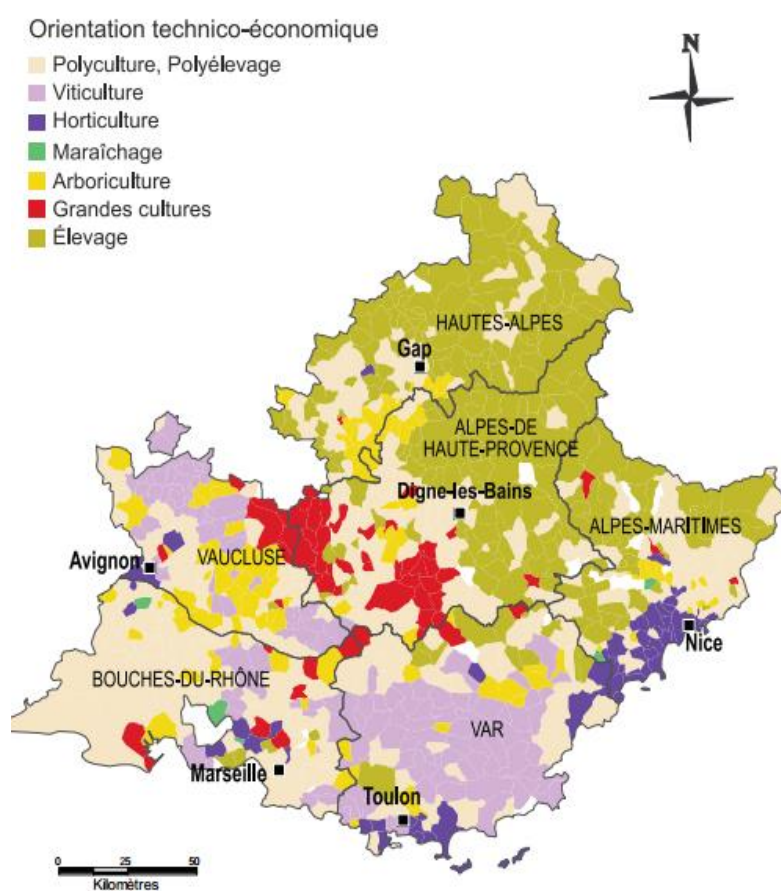 Orientation technico-économique
Polyculture, Polyélevage
Viticulture
Horticulture
Maraîchage
Arboriculture
Grandes cultures
Élevage
N
HAUTES-ALPES
Gap
ALPES-DE
HAUTE-PROVENCE
Digne-les-Bains
ALPES-MARITIMES
Avignon
VAUCLUSE
Nice
BOUCHES-DU-RHÔNE
VAR
Marseille
Toulon
0 25 50
Kilomètres